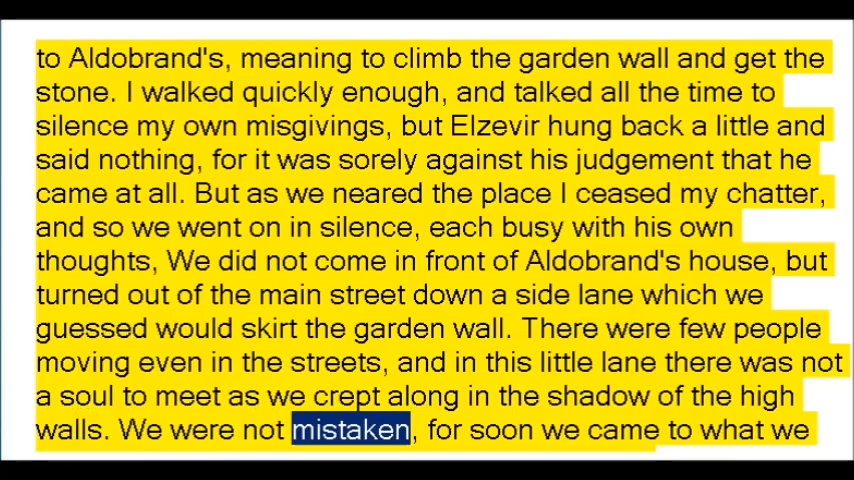 to Aldobrand's, meaning to climb the garden wall and get the
stone. I walked quickly enough, and talked all the time to
silence my own misgivings, but Elzevir hung back a little and
said nothing, for it was sorely against his judgement that he
came at all. But as we neared the place I ceased my chatter,
and so we went on in silence, each busy with his own
thoughts, We did not come in front of Aldobrand's house, but
turned out of the main street down a side lane which we
guessed would skirt the garden wall. There were few people
moving even in the streets, and in this little lane there was not
a soul to meet as we crept along in the shadow of the high
walls. We were not mistaken, for soon we came to what we